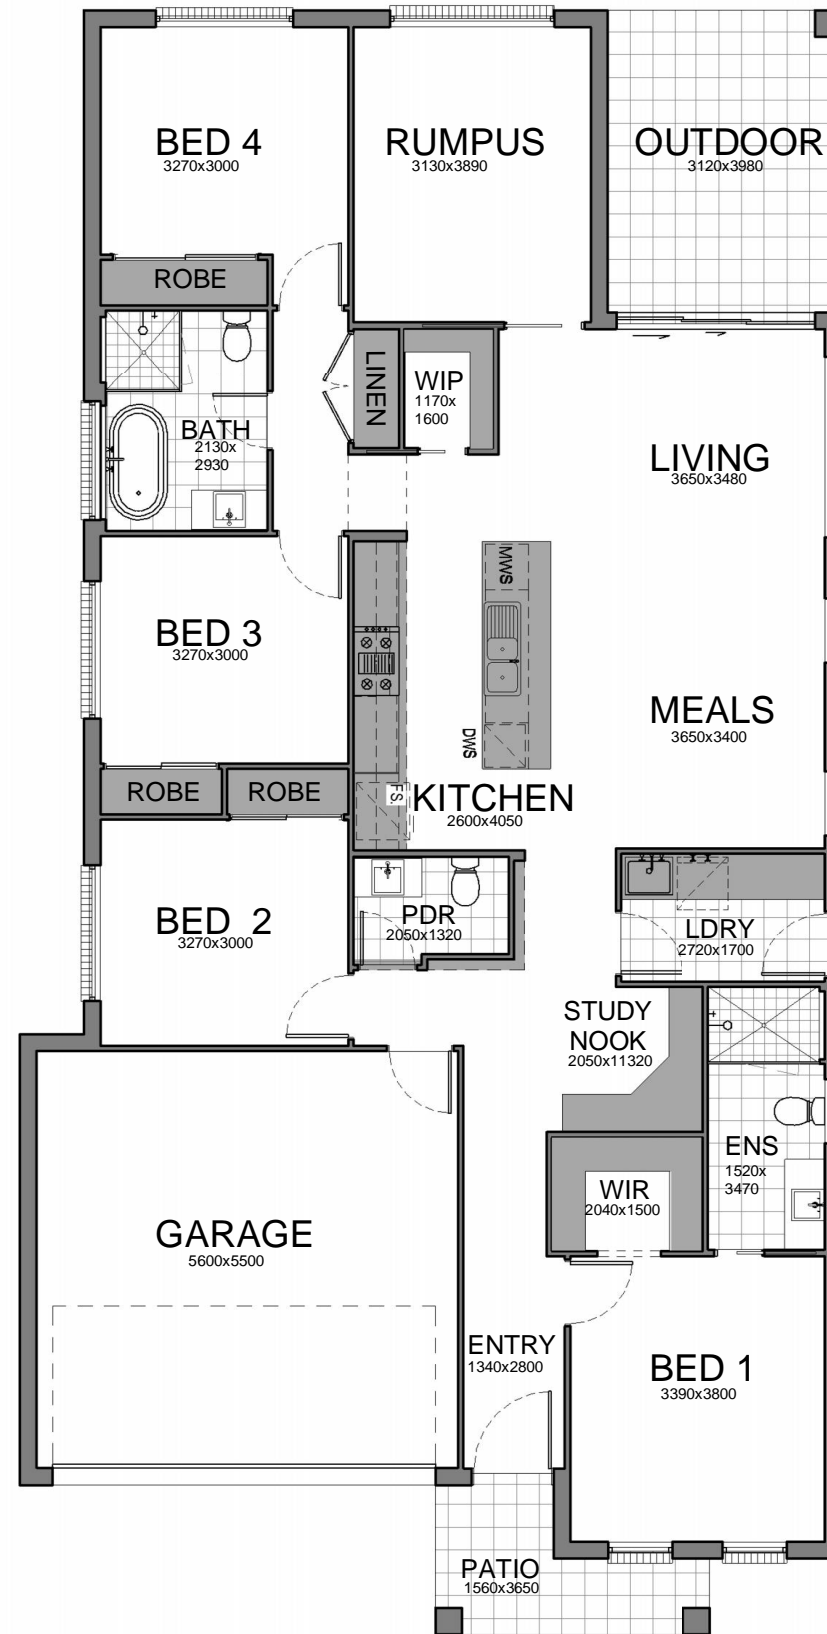 BED 4
3270x3000
RUMPUS
3130x3890
OUTDOOR
3120x3980
ROBE
LINEN
WIP
1170x
1600
BATH
2130x
2930
LIVING
3650x3480
MWS
BED 3
3270x3000
MEALS
3650x3400
DWS
ROBE
ROBE
FS.
KITCHEN
2600x4050
BED 2
3270x3000
PDR
2050x1320
LDRY
2720x1700
STUDY
NOOK
2050x11320
ENS
1520x
3470
WIR
2040x1500
GARAGE
5600x5500
ENTRY
1340x2800
BED 1
3390x3800
PATIO
1560x3650